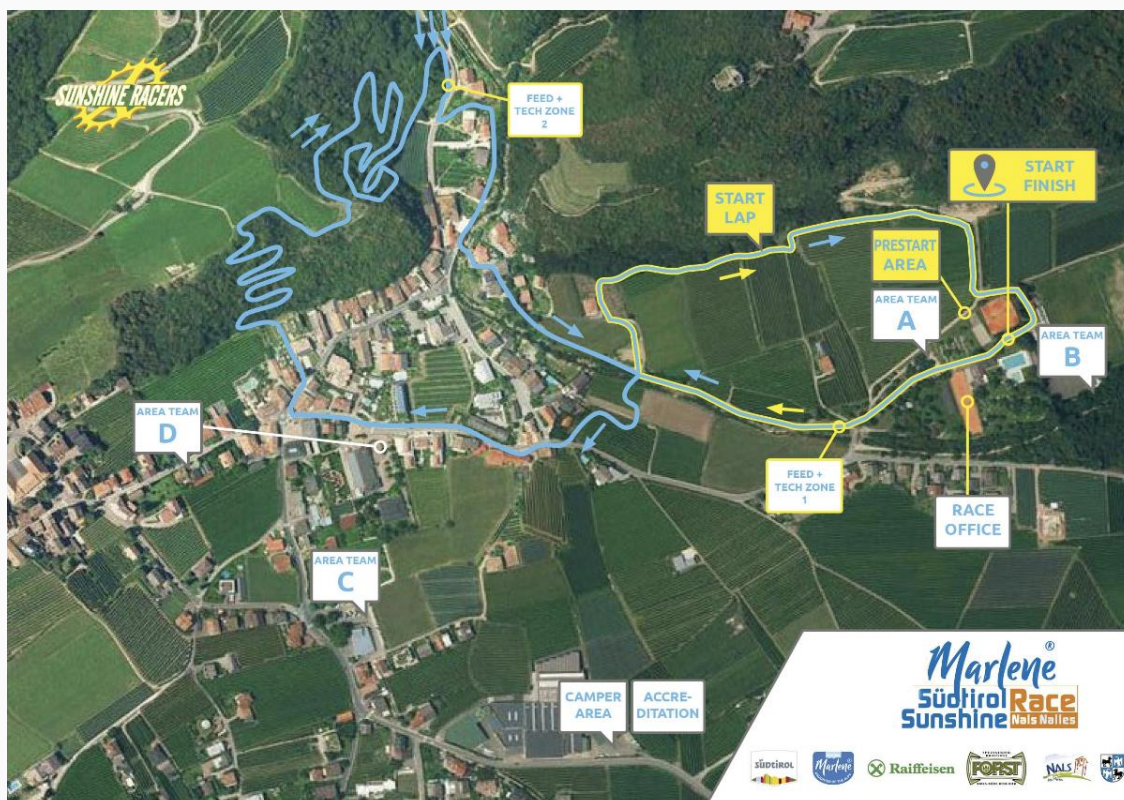 SUNSHINE RACERS
FEED +
TECH ZONE
2
START
FINISH
START
LAP
PRESTART
AREA
AREA TEAM
A
AREA TEAM
B
AREA TEAM
D
FEED +
TECH ZONE
1
RACE
OFFICE
AREA TEAM
C
CAMPER
AREA
ACCRE-
DITATION
Marlene®
Südtirol
Sunshine
Race
Nals Nalles
SÜDTIROL
Marlene
Raiffeisen
FORST
NALS